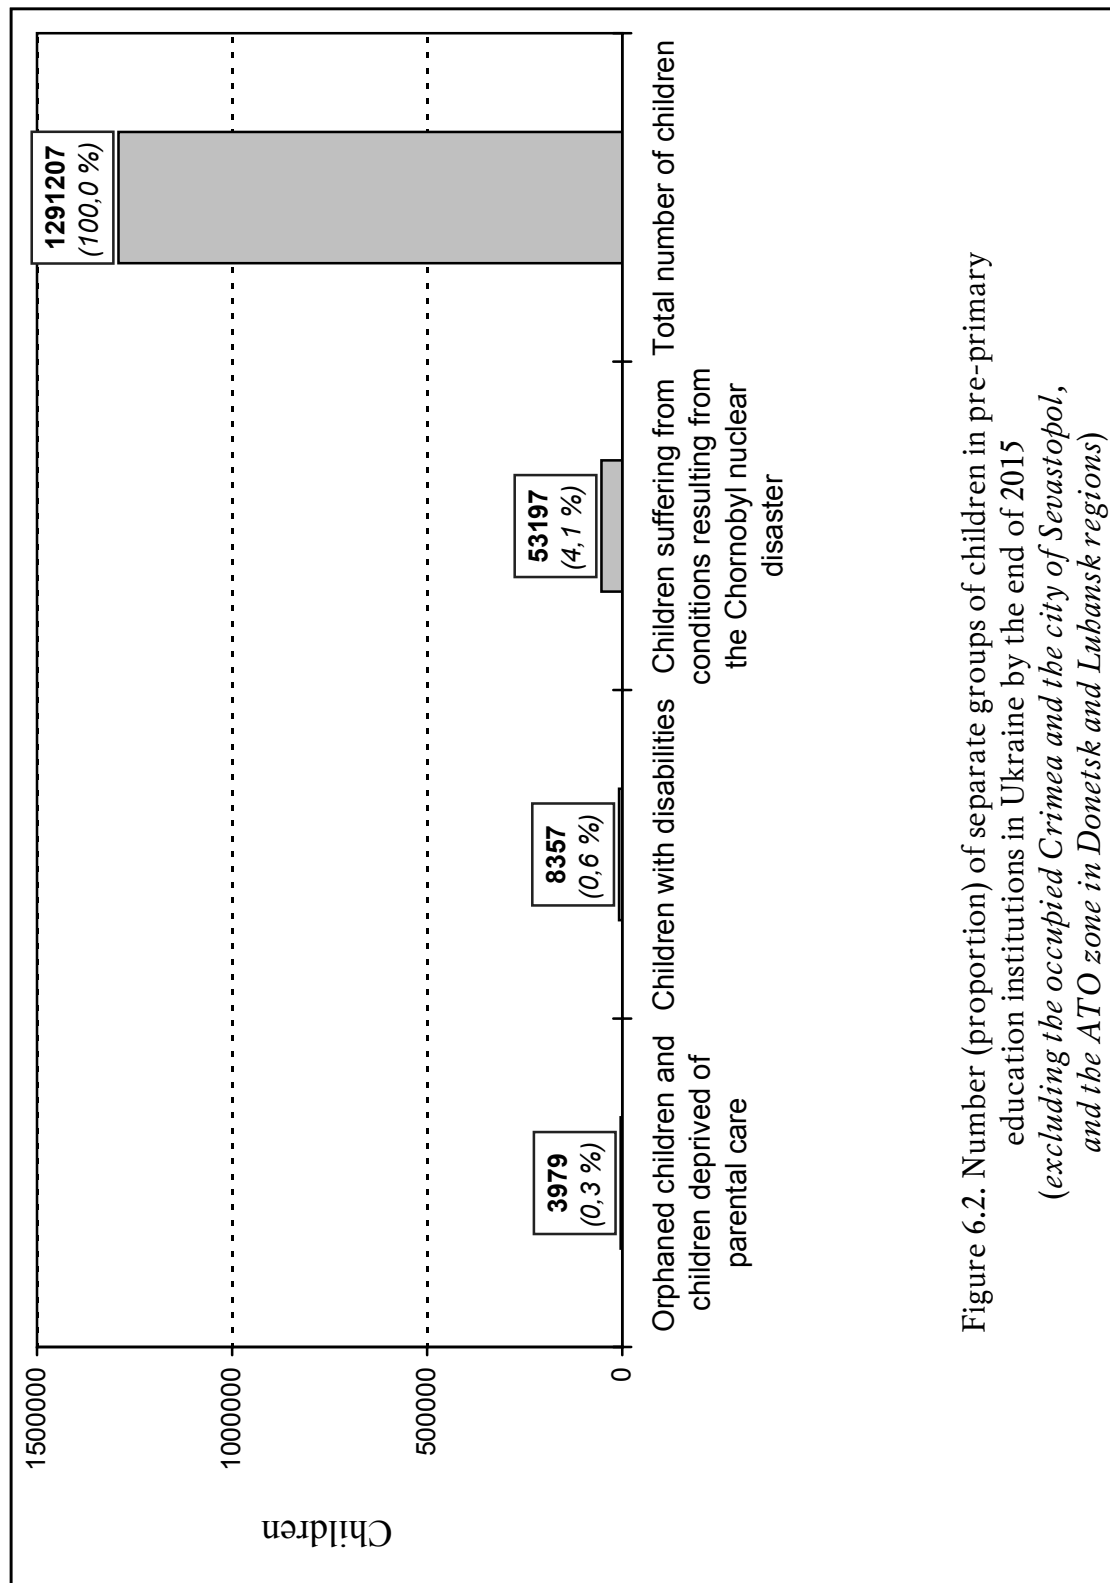 Children
1500000
1000000
500000
0
3979
(0,3 %)
8357
(0,6 %)
53197
(4,1 %)
1291207
(100,0 %)
Orphaned children and
children deprived of
parental care
Children with disabilities
Children suffering from
conditions resulting from
the Chornobyl nuclear
disaster
Total number of children
Figure 6.2. Number (proportion) of separate groups of children in pre-primary
education institutions in Ukraine by the end of 2015
(excluding the occupied Crimea and the city of Sevastopol,
and the ATO zone in Donetsk and Luhansk regions)